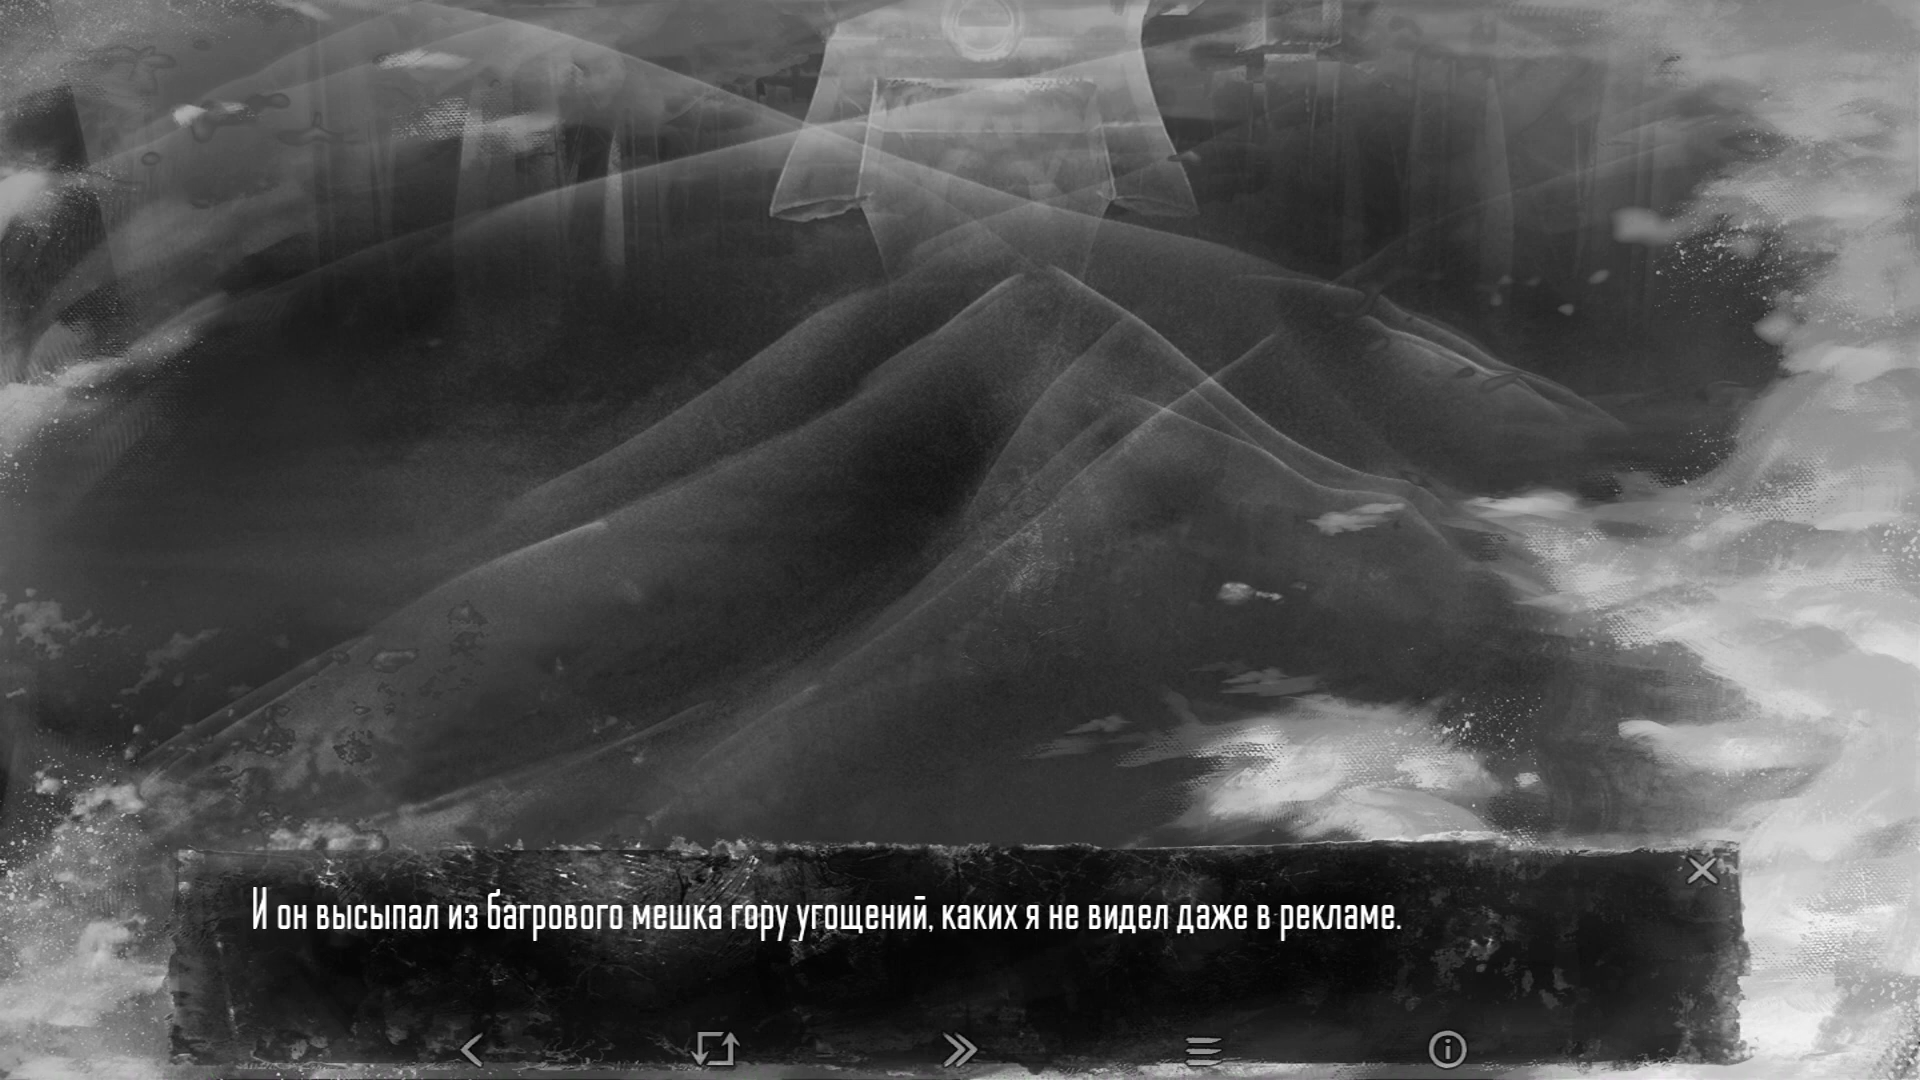 И он высыпал из багрового мешка гору угощений, каких я не видел даже в рекламе.